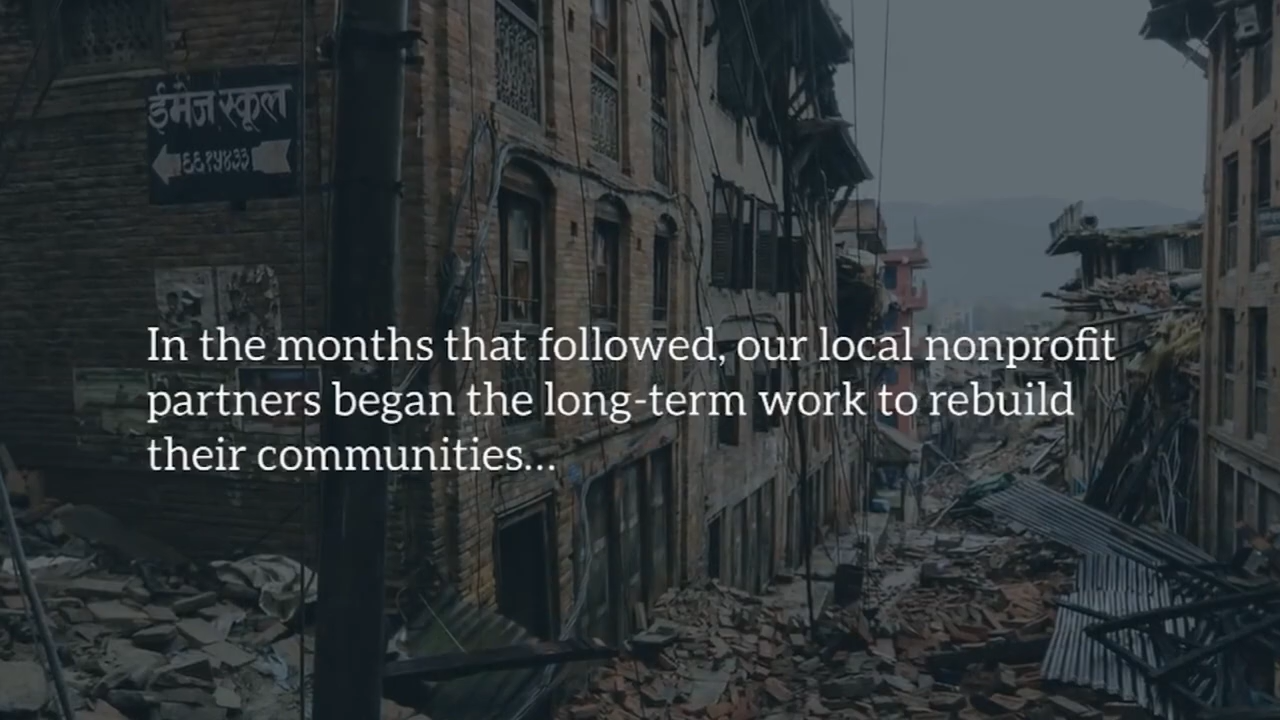 ईमेज स्कूल
६६१५४३३
In the months that followed, our local nonprofit
partners began the long-term work to rebuild
their communities...